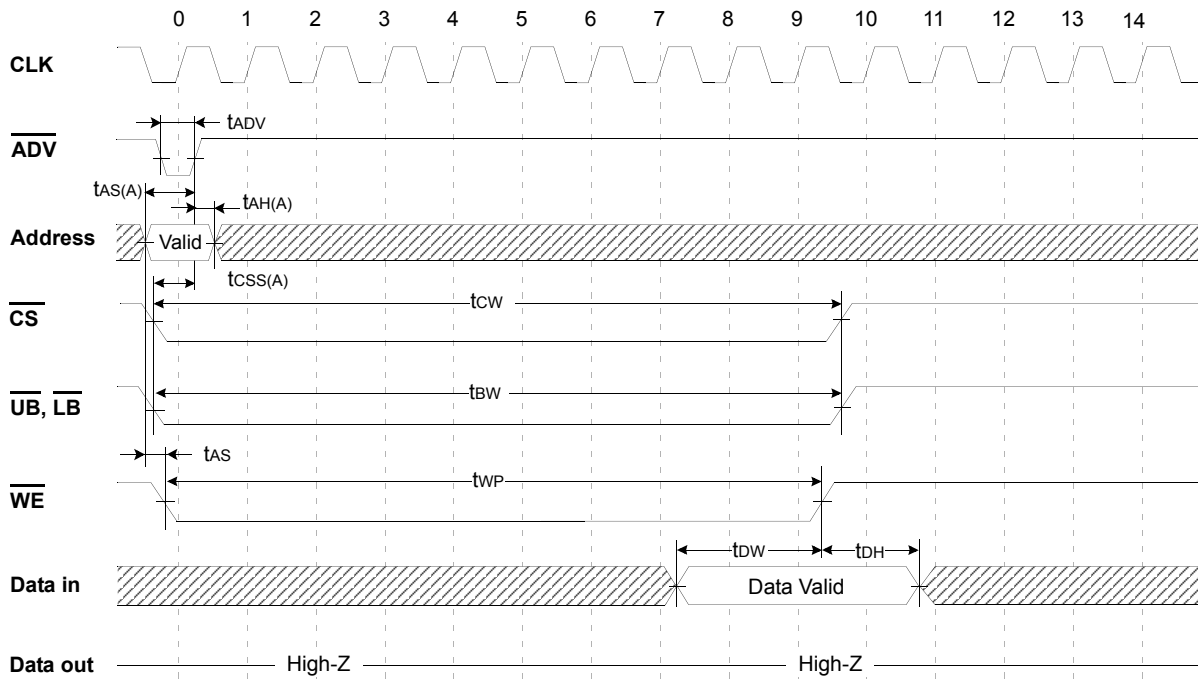 0 1 2 3 4 5 6 7 8 9 10 11 12 13 14
CLK
tADV
ADV
tAS(A)
tAH(A)
Address Valid
tCSS(A)
tCW
CS
tBW
UB, LB
tAS
tWP
WE
tDW tDH
Data in Data Valid
Data out High-Z High-Z